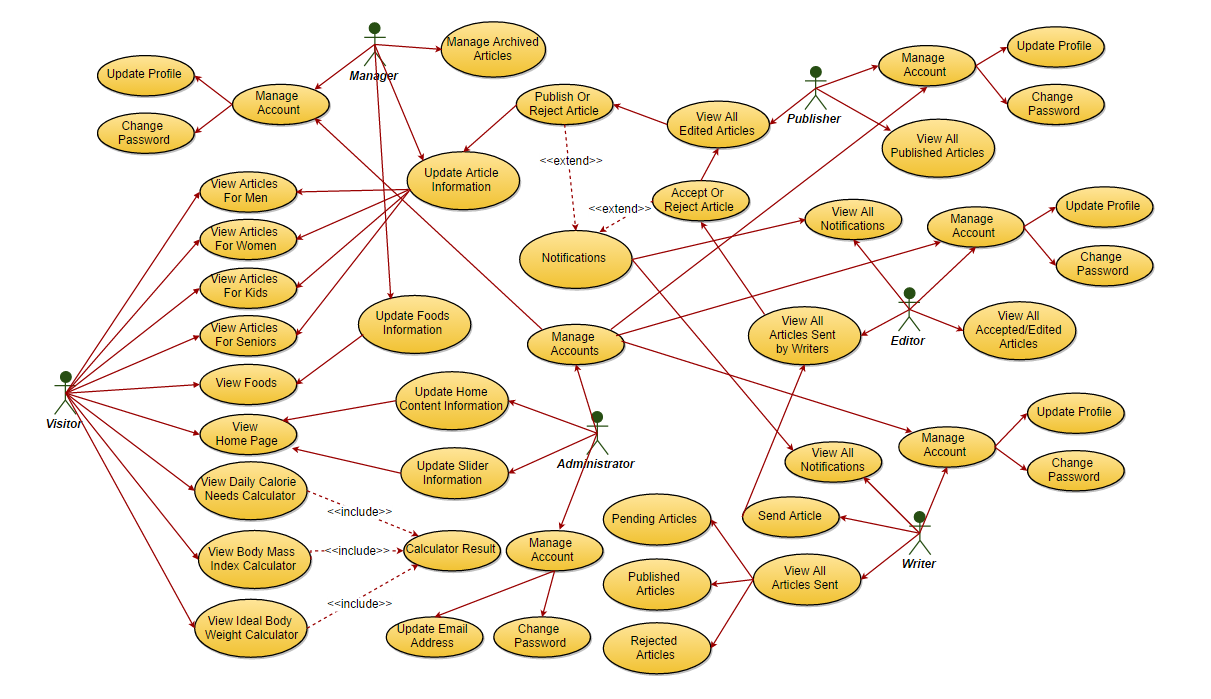 Manage Archived
Articles
Manager
Update Profile
Change
Password
Manage
Account
Publish Or
Reject Article
View All
Edited Articles
Publisher
Manage
Account
Update Profile
Change
Password
View All
Published Articles
<<extend>>
Update Article
Information
Accept Or
Reject Article
<<extend>>
Notifications
View All
Notifications
Manage
Account
Update Profile
Change
Password
View Articles
For Men
View Articles
For Women
View Articles
For Kids
View Articles
For Seniors
View Foods
View
Home Page
Visitor
Update Foods
Information
Manage
Accounts
View All
Articles Sent
by Writers
Editor
View All
Accepted/Edited
Articles
Update Home
Content Information
Update Slider
Information
Administrator
View All
Notifications
Manage
Account
Update Profile
Change
Password
View Daily Calorie
Needs Calculator
<<include>>
View Body Mass
Index Calculator
<<include>>
Calculator Result
<<include>>
View Ideal Body
Weight Calculator
Manage
Account
Update Email
Address
Change
Password
Pending Articles
Published
Articles
Rejected
Articles
Send Article
View All
Articles Sent
Writer